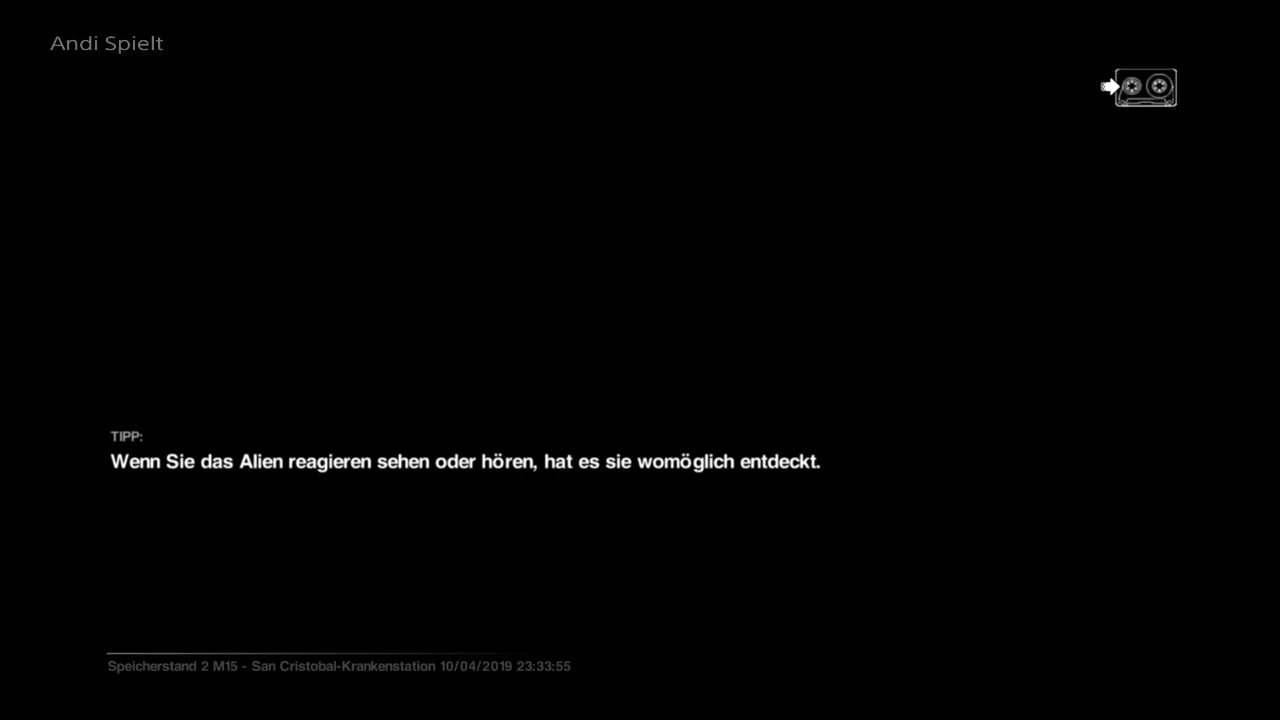 Andi Spielt
TIPP:
Wenn Sie das Alien reagieren sehen oder hören, hat es sie womöglich entdeckt.
Speicherstand 2 M15 - San Cristobal-Krankenstation 10/04/2019 23:33:55